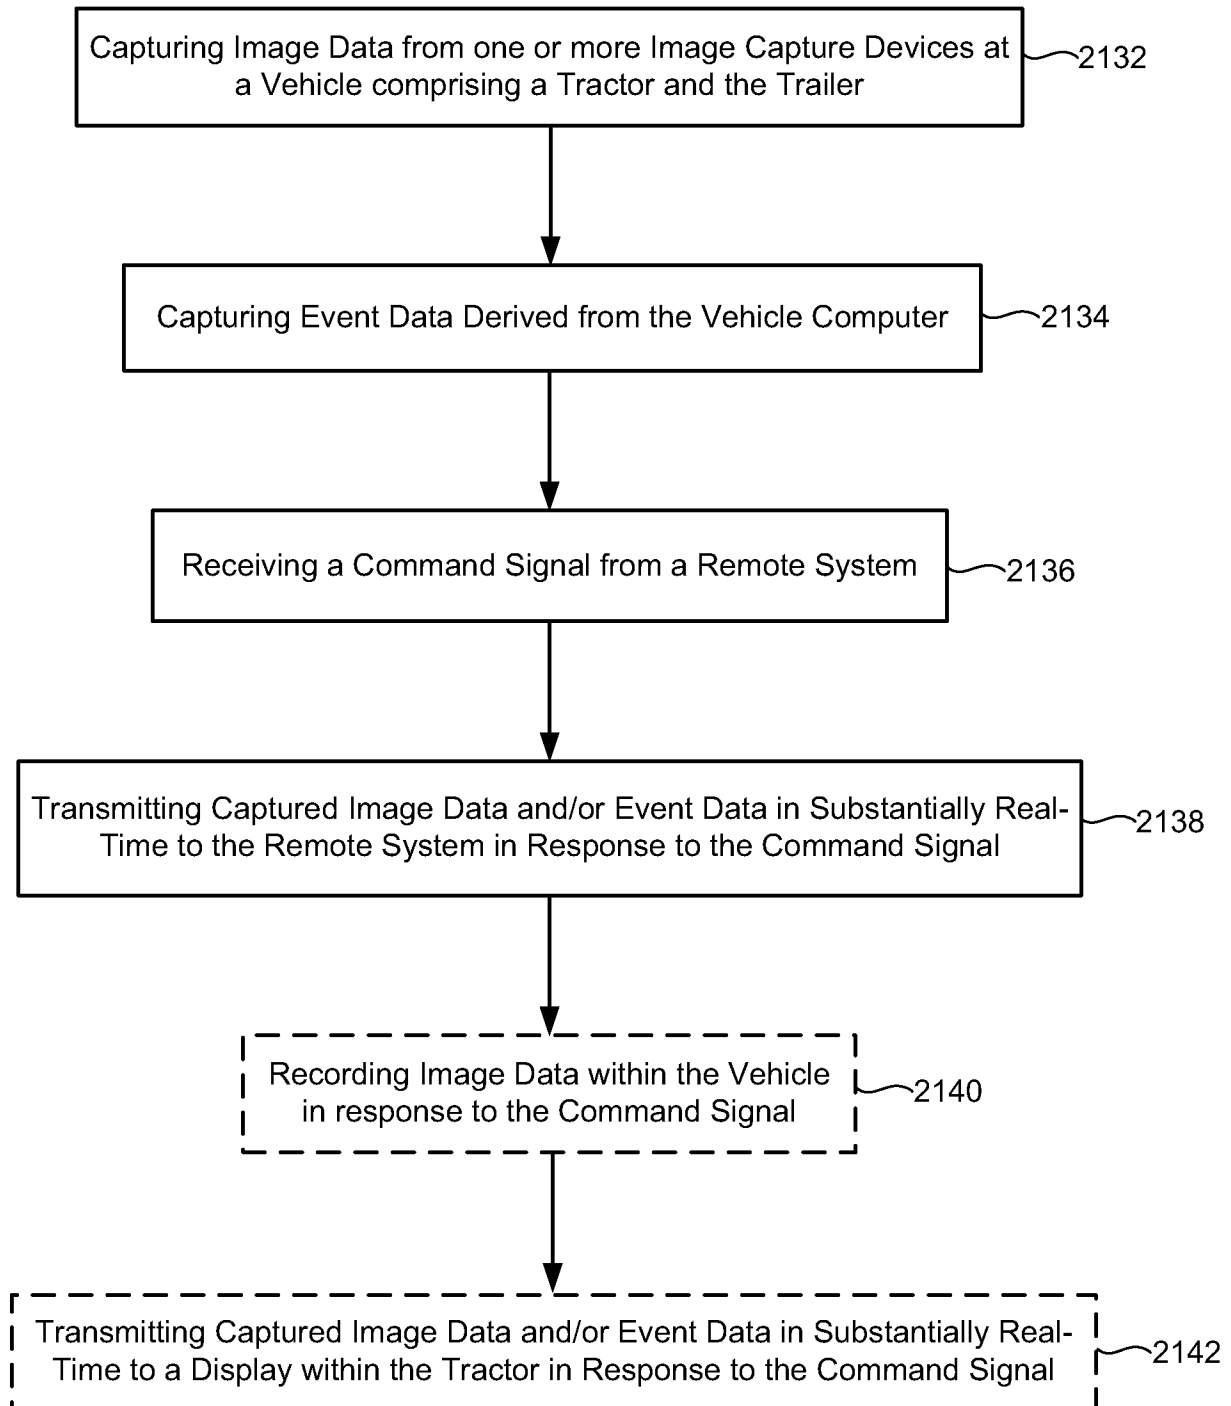 Capturing Image Data from one or more Image Capture Devices at
a Vehicle comprising a Tractor and the Trailer
2132
Capturing Event Data Derived from the Vehicle Computer
2134
Receiving a Command Signal from a Remote System
2136
Transmitting Captured Image Data and/or Event Data in Substantially Real-
Time to the Remote System in Response to the Command Signal
2138
Recording Image Data within the Vehicle
in response to the Command Signal
2140
Transmitting Captured Image Data and/or Event Data in Substantially Real-
Time to a Display within the Tractor in Response to the Command Signal
2142